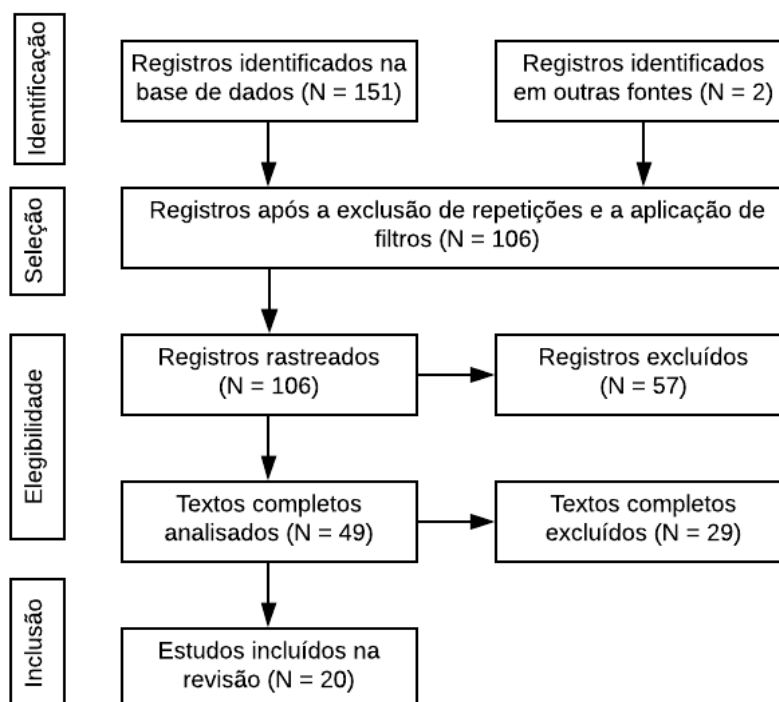 Identificação
Registros identificados na
base de dados (N = 151)
Registros identificados
em outras fontes (N = 2)
Seleção
Registros após a exclusão de repetições e a aplicação de
filtros (N = 106)
Elegibilidade
Registros rastreados
(N = 106)
Registros excluídos
(N = 57)
Textos completos
analisados (N = 49)
Textos completos
excluídos (N = 29)
Inclusão
Estudos incluídos na
revisão (N = 20)